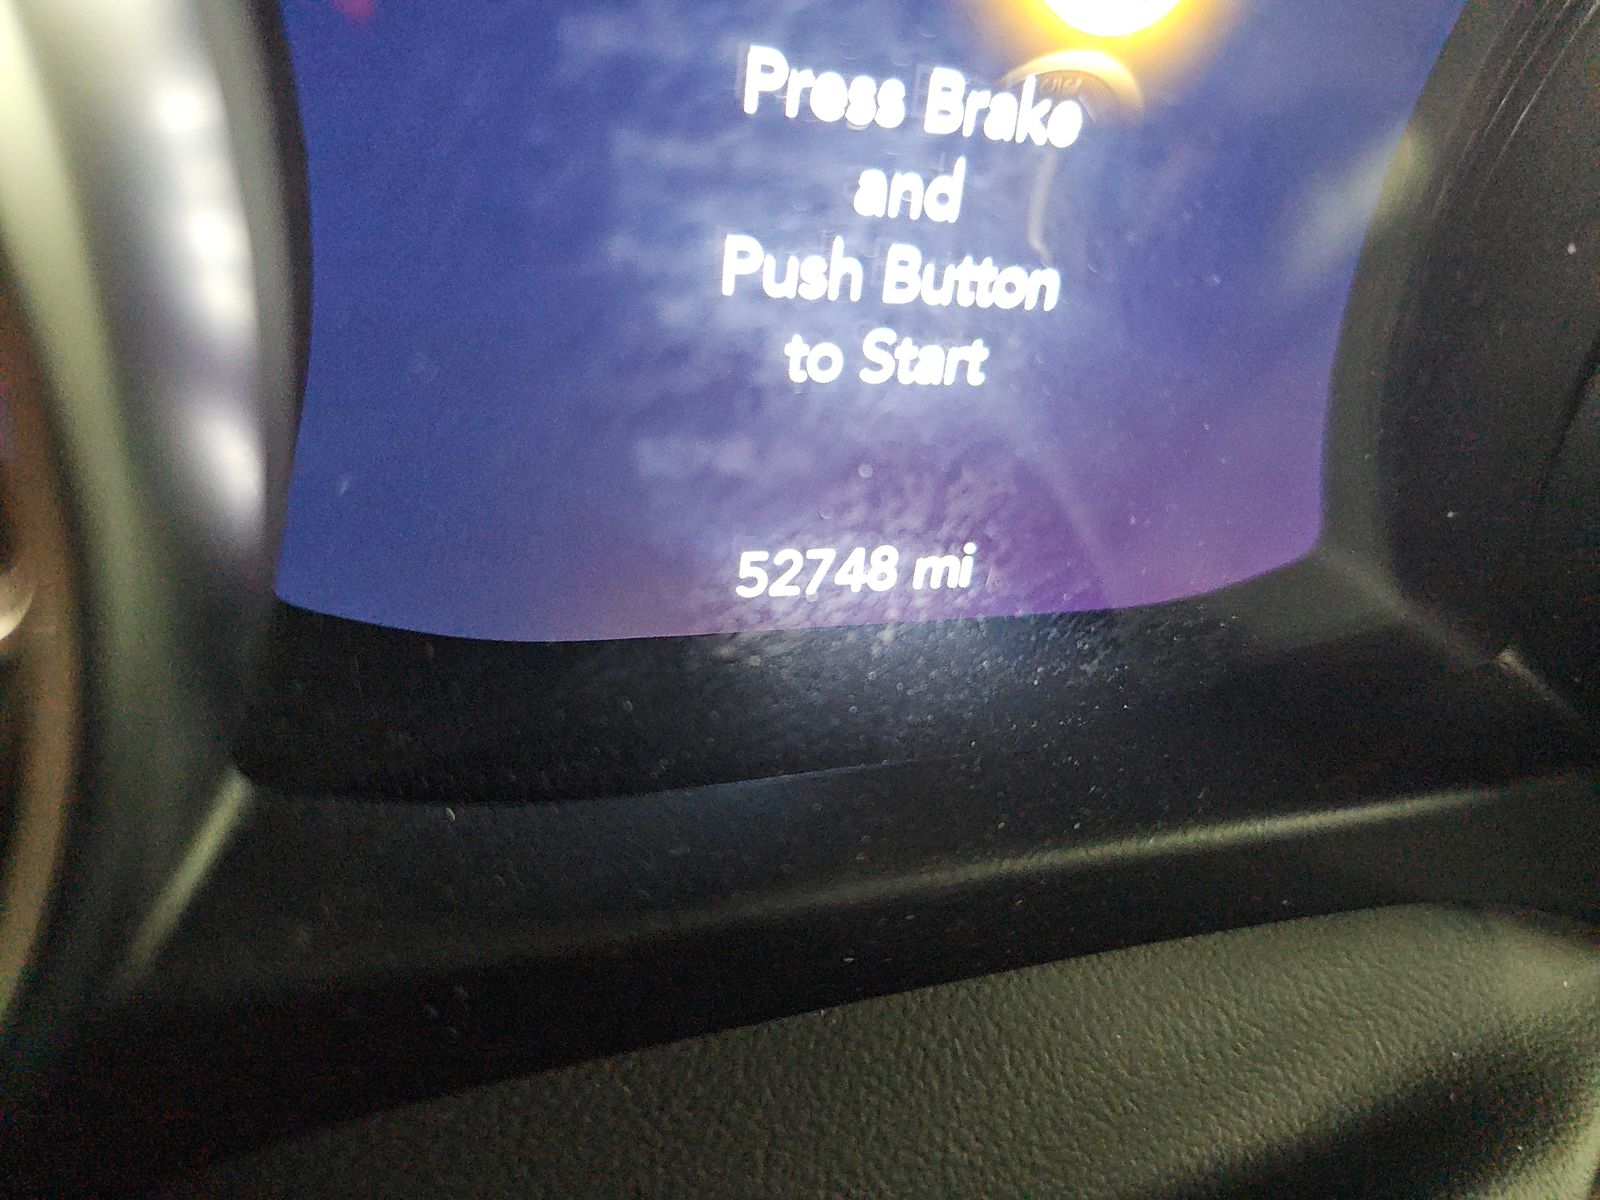 Press Brake
and
Push Button
to Start
52748 mi